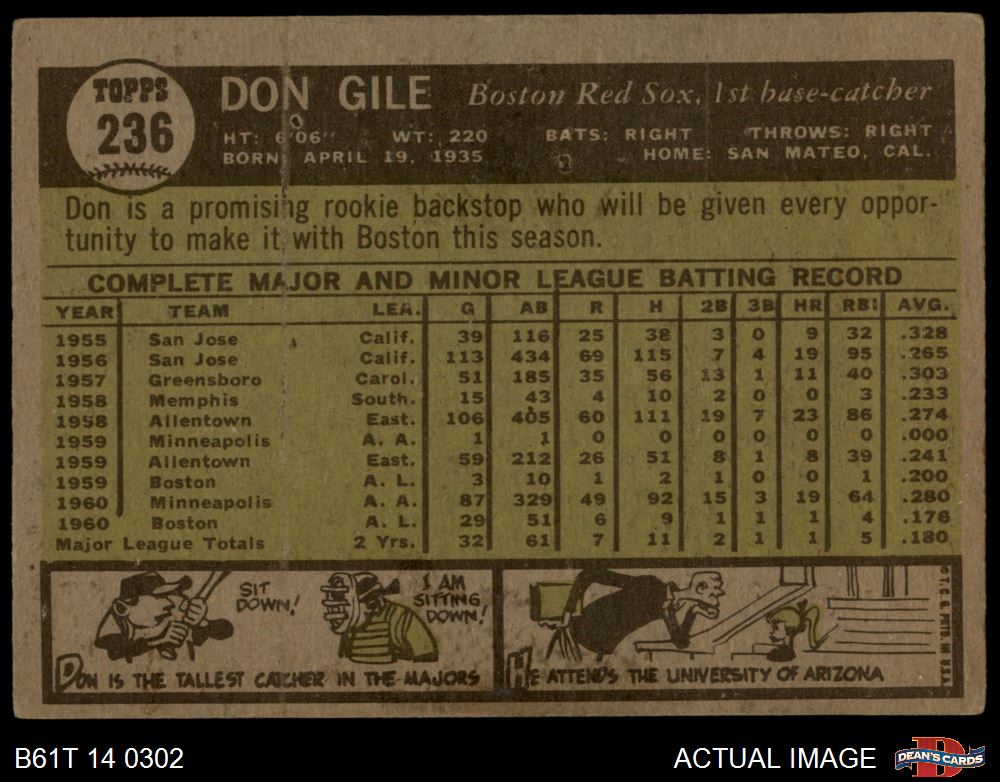 TOPPS
236
DON GILE Boston Red Sox, 1st base-catcher
HT: 6'06" WT: 220 BATS: RIGHT THROWS: RIGHT
BORN: APRIL 19, 1935 HOME: SAN MATEO, CAL.
Don is a promising rookie backstop who will be given every oppor-
tunity to make it with Boston this season.
COMPLETE MAJOR AND MINOR LEAGUE BATTING RECORD
YEAR TEAM LEA. G AB R H 2B 3B HR RBI AVG.
1955 San Jose Calif. 39 116 25 38 3 0 9 32 .328
1956 San Jose Calif. 113 434 69 115 7 4 19 95 .265
1957 Greensboro Carol. 51 185 35 56 13 1 11 40 .303
1958 Memphis South. 15 43 4 10 2 0 0 3 .233
1958 Allentown East. 106 405 60 111 19 7 23 86 .274
1959 Minneapolis A. A. 1 1 0 0 0 0 0 0 .000
1959 Allentown East. 59 212 26 51 8 1 8 39 .241
1959 Boston A. L. 3 10 1 2 1 0 0 1 .200
1960 Minneapolis A. A. 87 329 49 92 15 3 19 64 .280
1960 Boston A. L. 29 51 6 9 1 1 1 4 .176
Major League Totals 2 Yrs. 32 61 7 11 2 1 1 5 .180
SIT
DOWN!
I AM
SITTING
DOWN!
DON IS THE TALLEST CATCHER IN THE MAJORS
HE ATTENDS THE UNIVERSITY OF ARIZONA
© T. C. G. PRTD. IN U.S.A.
B61T 14 0302
ACTUAL IMAGE
D
DEAN'S CARDS